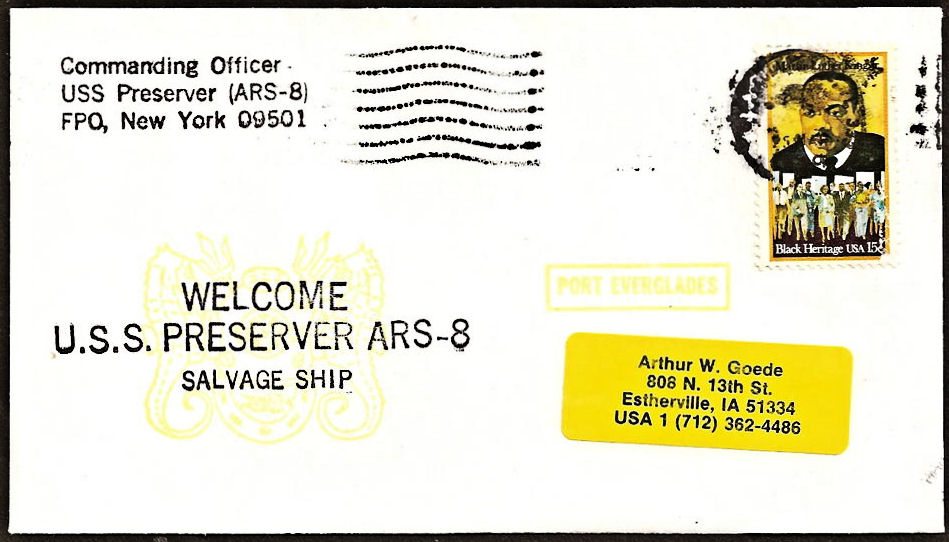 Commanding Officer
USS Preserver (ARS-8)
FPO, New York 09501
Martin Luther King Jr.
Black Heritage USA 15c
WELCOME
U.S.S. PRESERVER ARS-8
SALVAGE SHIP
PORT EVERGLADES
Arthur W. Goede
808 N. 13th St.
Estherville, IA 51334
USA 1 (712) 362-4486